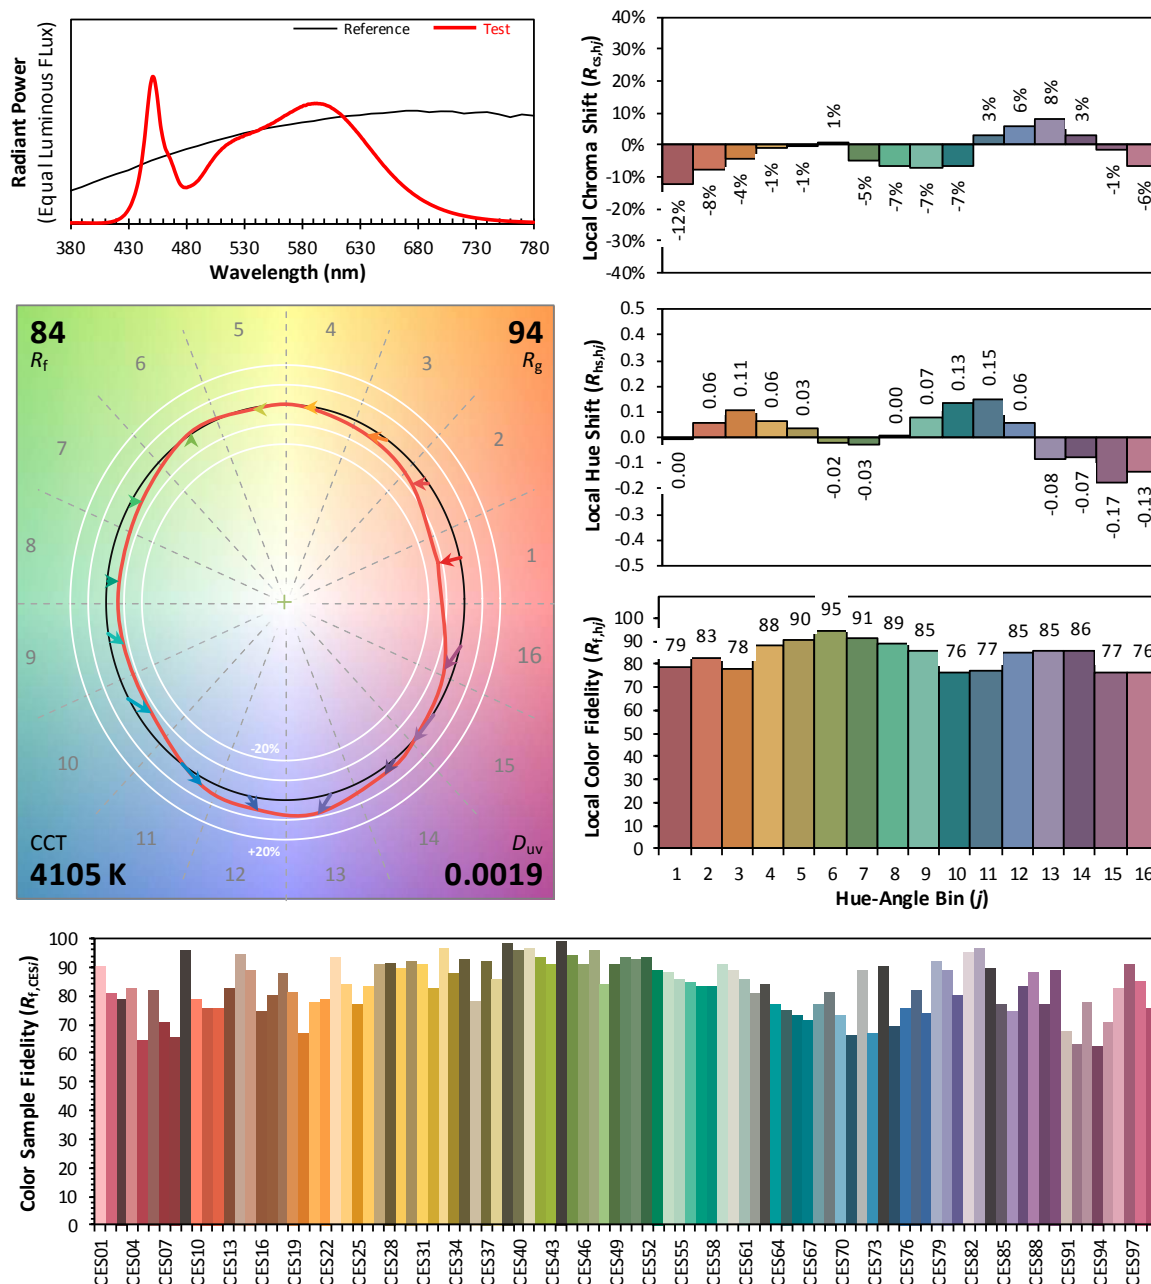 Reference
Test
Radiant Power
(Equal Luminous FLux)
380 430 480 530 580 630 680 730 780
Wavelength (nm)
Local Chroma Shift (Rcs,hj)
40%
30%
20%
10%
0%
-10%
-20%
-30%
-40%
-12% -8% -4% -1% -1% 1% -5% -7% -7% -7% 3% 6% 8% 3% -1% -6%
84
Rf
94
Rg
1 2 3 4 5 6 7 8 9 10 11 12 13 14 15 16
-20%
+20%
CCT
4105 K
Duv
0.0019
Local Hue Shift (Rhs,hj)
0.5
0.4
0.3
0.2
0.1
0.0
-0.1
-0.2
-0.3
-0.4
-0.5
0.00 0.06 0.11 0.06 0.03 -0.02 -0.03 0.00 0.07 0.13 0.15 0.06 -0.08 -0.07 -0.17 -0.13
Local Color Fidelity (Rf,hj)
100
90
80
70
60
50
40
30
20
10
0
79 83 78 88 90 95 91 89 85 76 77 85 85 86 77 76
1 2 3 4 5 6 7 8 9 10 11 12 13 14 15 16
Hue-Angle Bin (j)
Color Sample Fidelity (Rf,CESi)
100
90
80
70
60
50
40
30
20
10
0
CES01 CES04 CES07 CES10 CES13 CES16 CES19 CES22 CES25 CES28 CES31 CES34 CES37 CES40 CES43 CES46 CES49 CES52 CES55 CES58 CES61 CES64 CES67 CES70 CES73 CES76 CES79 CES82 CES85 CES88 CES91 CES94 CES97